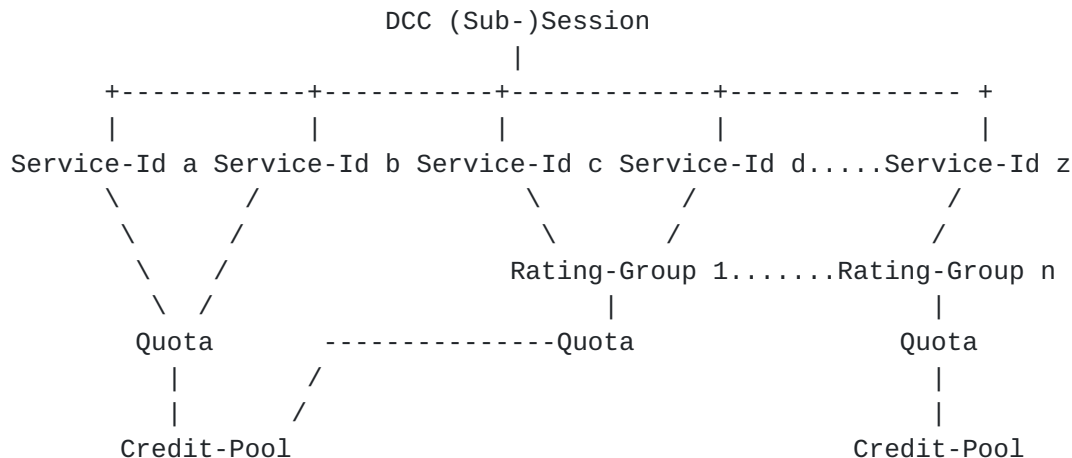 DCC (Sub-)Session
Service-Id a Service-Id b Service-Id c Service-Id d.....Service-Id z
Rating-Group 1.......Rating-Group n
Quota ---------------Quota Quota
Credit-Pool Credit-Pool